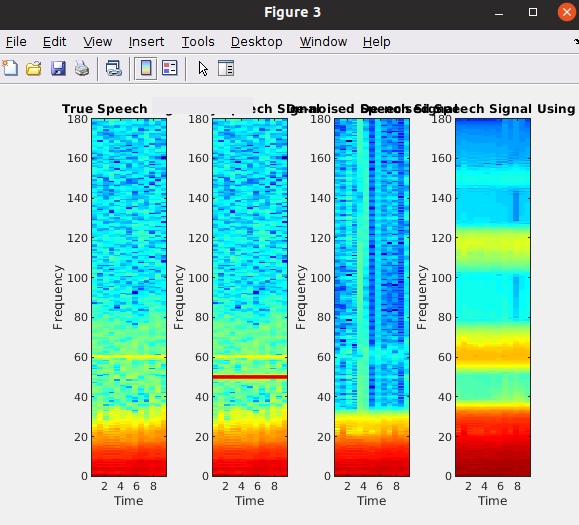 Figure 3
File Edit View Insert Tools Desktop Window Help
True Speech
Speech Signal Using
180 180 180 180
160 160 160 160
140 140 140 140
120 120 120 120
100 100 100 100
80 80 80 80
60 60 60 60
40 40 40 40
20 20 20 20
0 0 0 0
Frequency Frequency Frequency Frequency
2 4 6 8 2 4 6 8 2 4 6 8 2 4 6 8
Time Time Time Time